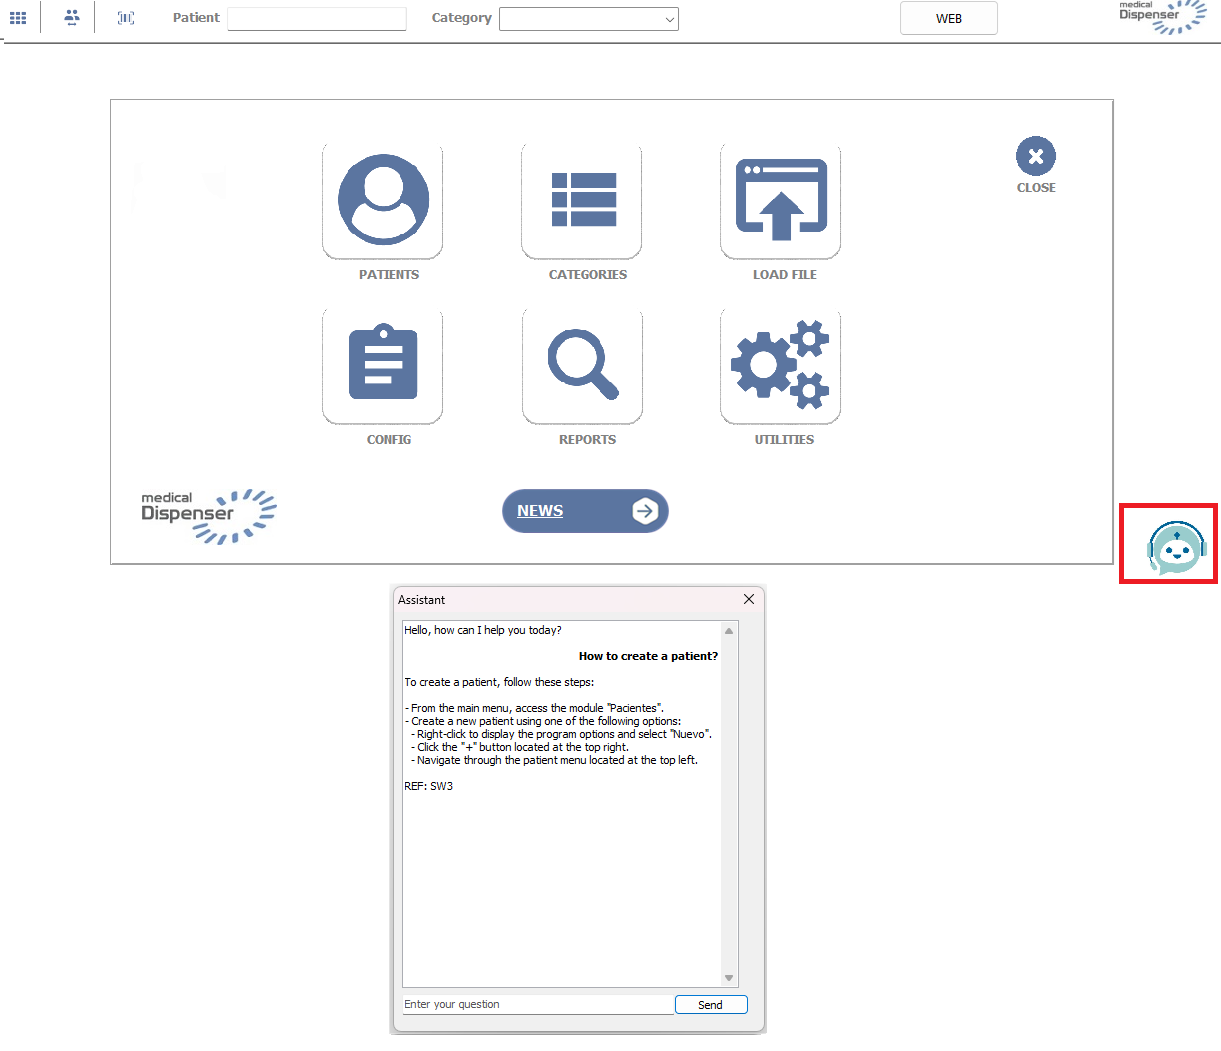 Patient
Category
WEB
medical
Dispenser
CLOSE
PATIENTS
CATEGORIES
LOAD FILE
CONFIG
REPORTS
UTILITIES
medical
Dispenser
NEWS
Assistant
Hello, how can I help you today?
How to create a patient?
To create a patient, follow these steps:
- From the main menu, access the module "Pacientes".
- Create a new patient using one of the following options:
- Right-click to display the program options and select "Nuevo".
- Click the "+" button located at the top right.
- Navigate through the patient menu located at the top left.
REF: SW3
Enter your question
Send